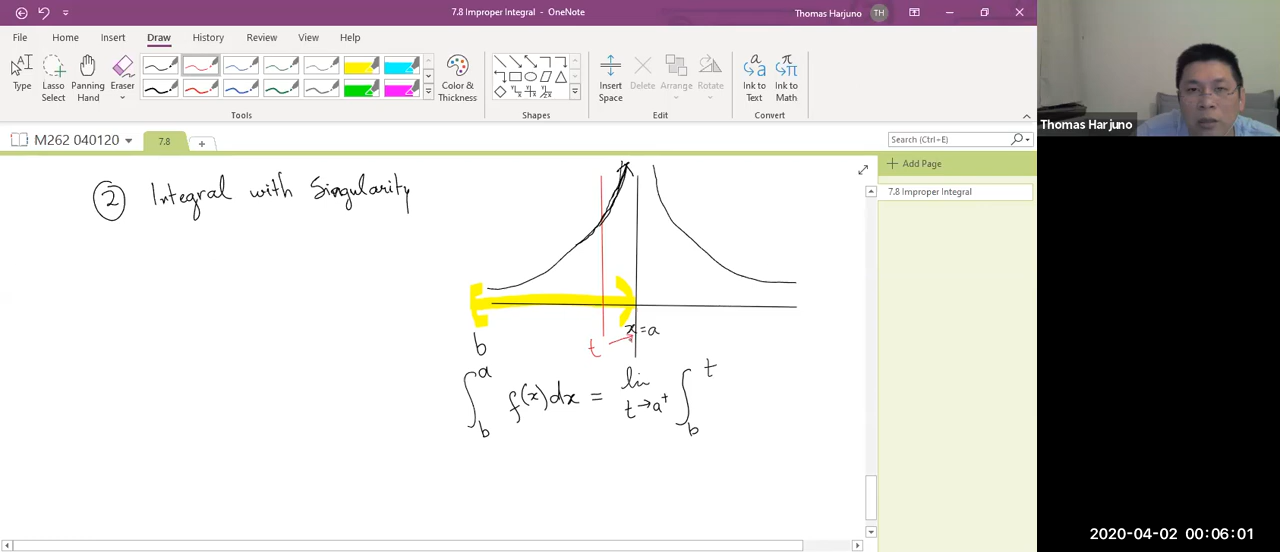 7.8 Improper Integral - OneNote
Thomas Harjuno TH
File Home Insert Draw History Review View Help
Type Lasso Select Panning Hand Eraser
Color & Thickness
Insert Space Delete Arrange Rotate
Ink to Text Ink to Math
Tools Shapes Edit Convert
M262 040120 7.8
Search (Ctrl+E)
Add Page
7.8 Improper Integral
Thomas Harjuno
② Integral with Singularity
x = a
b t
∫_b^a f(x) dx = lim_{t→a⁺} ∫_b^t
2020-04-02 00:06:01